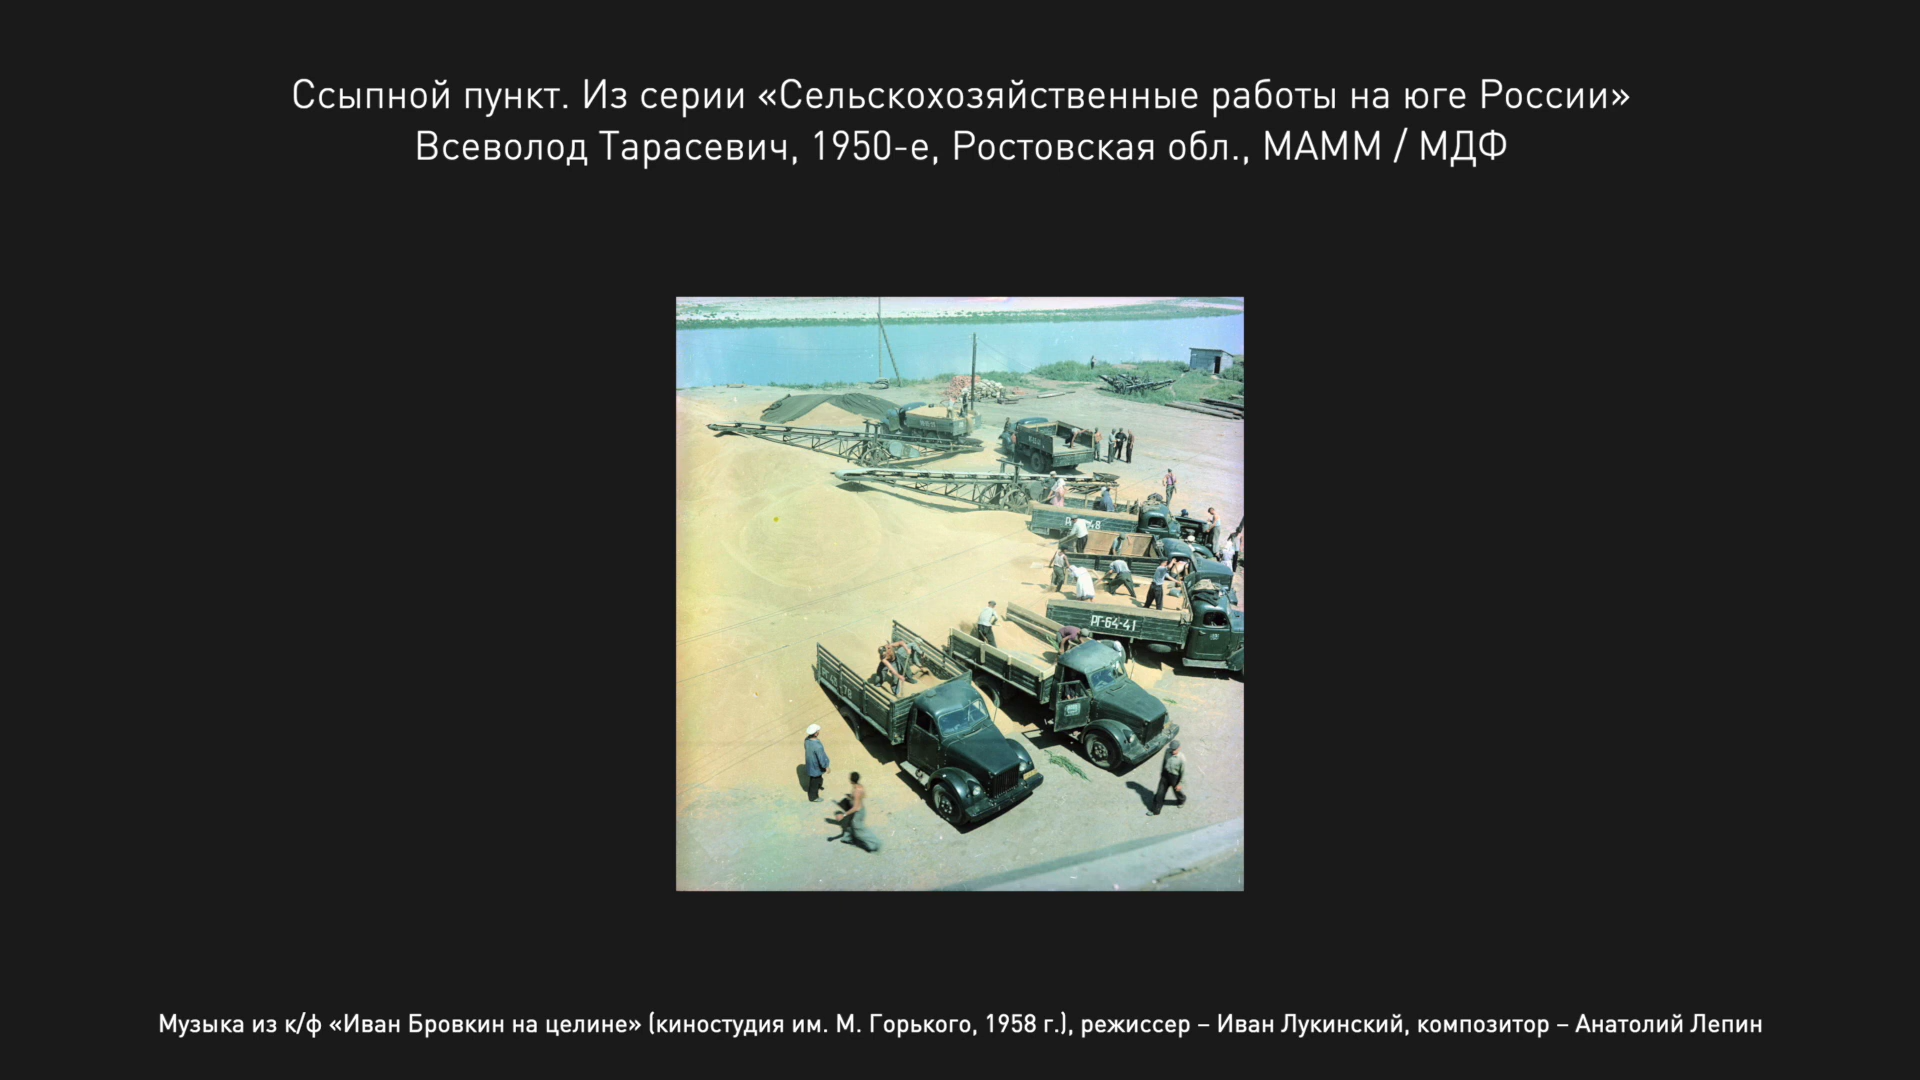 Ссыпной пункт. Из серии «Сельскохозяйственные работы на юге России»
Всеволод Тарасевич, 1950-е, Ростовская обл., МАММ / МДФ
РГ-64-41
Музыка из к/ф «Иван Бровкин на целине» (киностудия им. М. Горького, 1958 г.), режиссер – Иван Лукинский, композитор – Анатолий Лепин